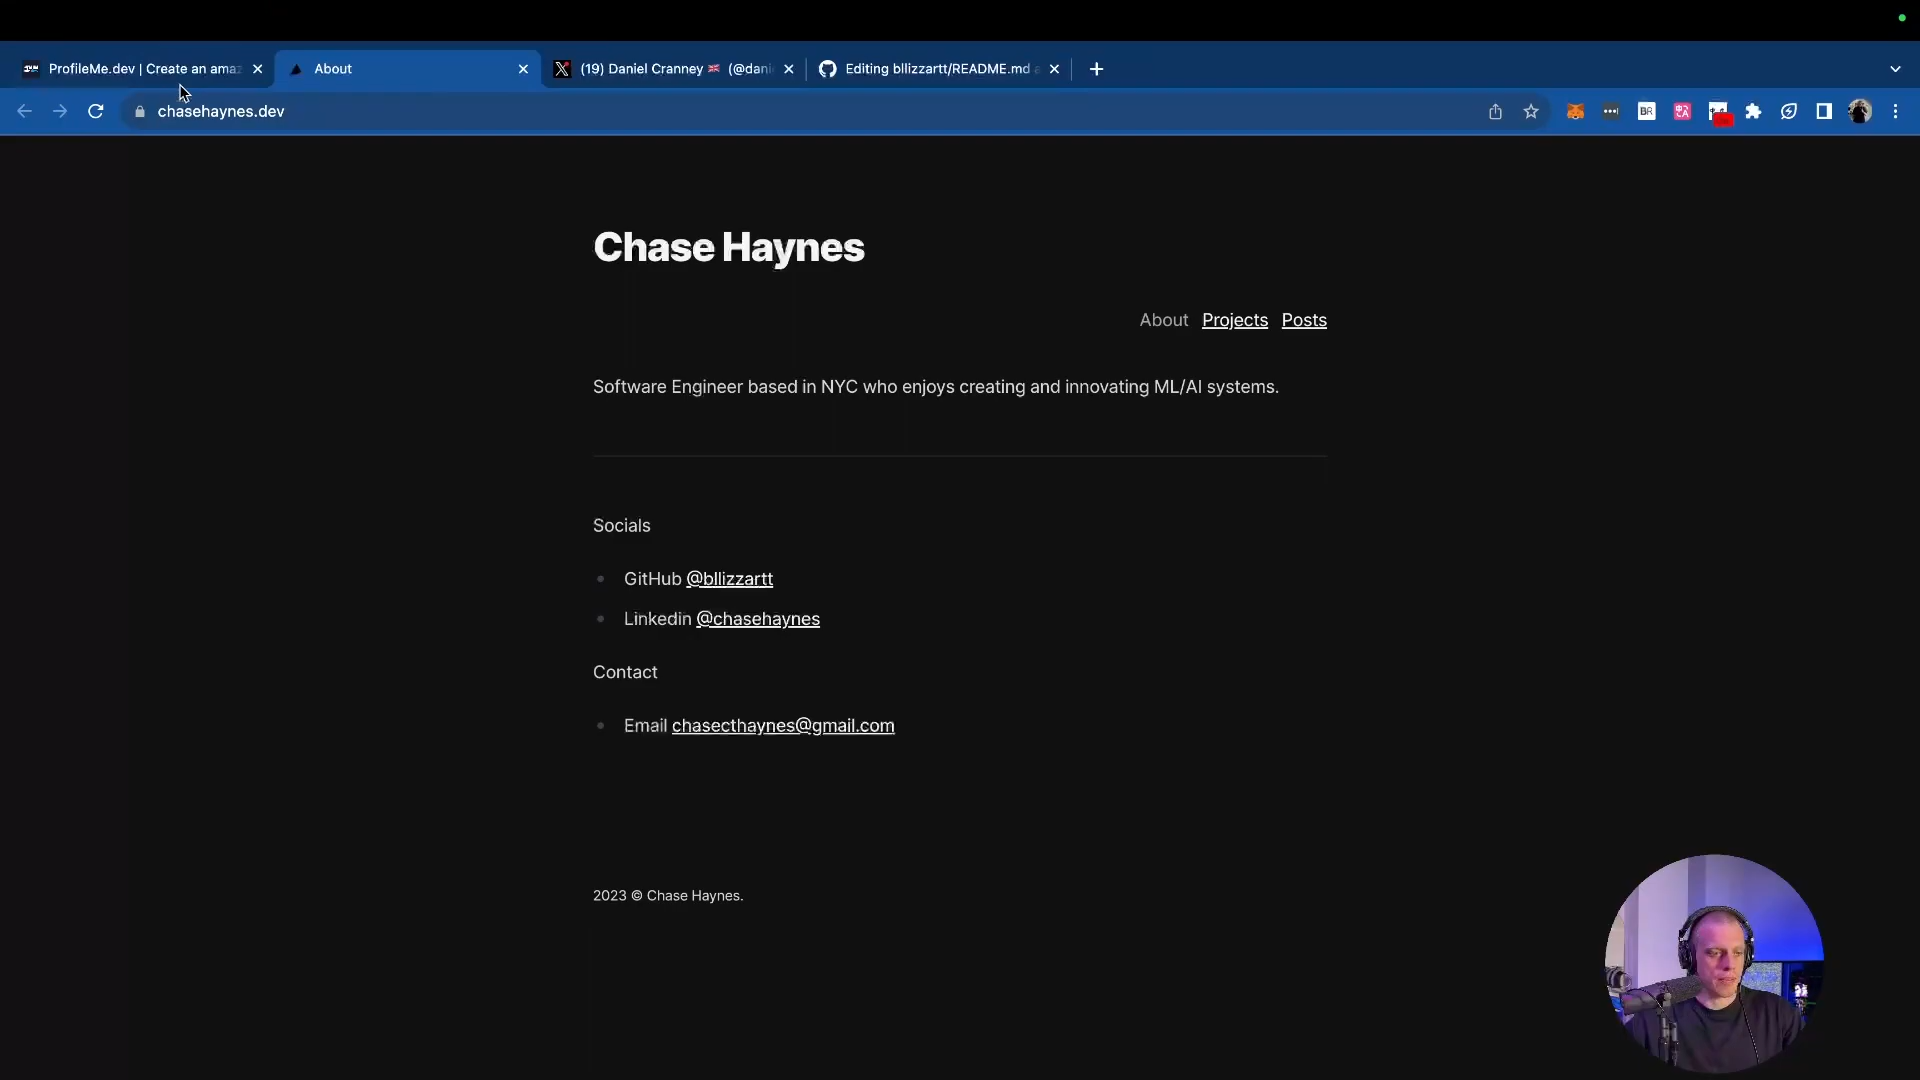 ProfileMe.dev | Create an ama
About
(19) Daniel Cranney 🇬🇧 (@dani
Editing bllizzartt/README.md a
chasehaynes.dev
BR
Chase Haynes
About Projects Posts
Software Engineer based in NYC who enjoys creating and innovating ML/AI systems.
Socials
GitHub @bllizzartt
Linkedin @chasehaynes
Contact
Email chasecthaynes@gmail.com
2023 © Chase Haynes.